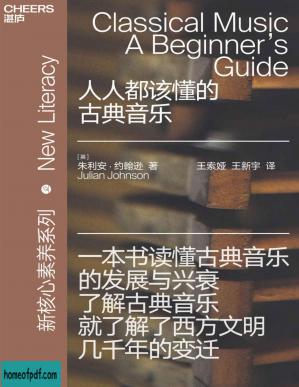 CHEERS
湛庐
Classical Music
A Beginner's
Guide
人人都该懂的
古典音乐
[英]
朱利安·约翰逊 著
Julian Johnson
王索娅 王新宇 译
新核心素养系列
New Literacy
一本书读懂古典音乐
的发展与兴衰
了解古典音乐
就了解了西方文明
几千年的变迁
homeofpdf.com